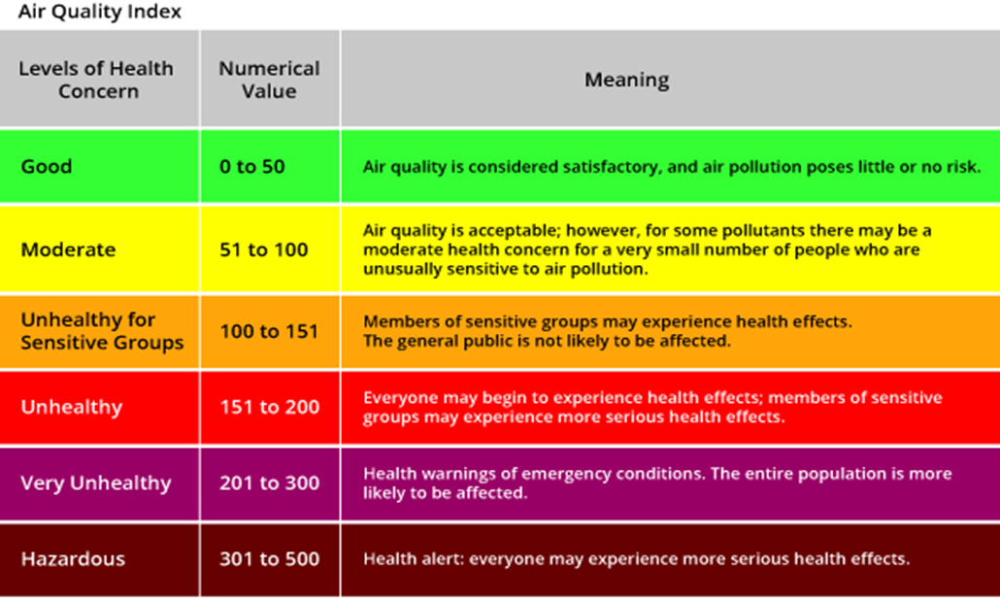 Air Quality Index
Levels of Health
Concern
Numerical
Value
Meaning
Good
0 to 50
Air quality is considered satisfactory, and air pollution poses little or no risk.
Moderate
51 to 100
Air quality is acceptable; however, for some pollutants there may be a
moderate health concern for a very small number of people who are
unusually sensitive to air pollution.
Unhealthy for
Sensitive Groups
100 to 151
Members of sensitive groups may experience health effects.
The general public is not likely to be affected.
Unhealthy
151 to 200
Everyone may begin to experience health effects; members of sensitive
groups may experience more serious health effects.
Very Unhealthy
201 to 300
Health warnings of emergency conditions. The entire population is more
likely to be affected.
Hazardous
301 to 500
Health alert: everyone may experience more serious health effects.